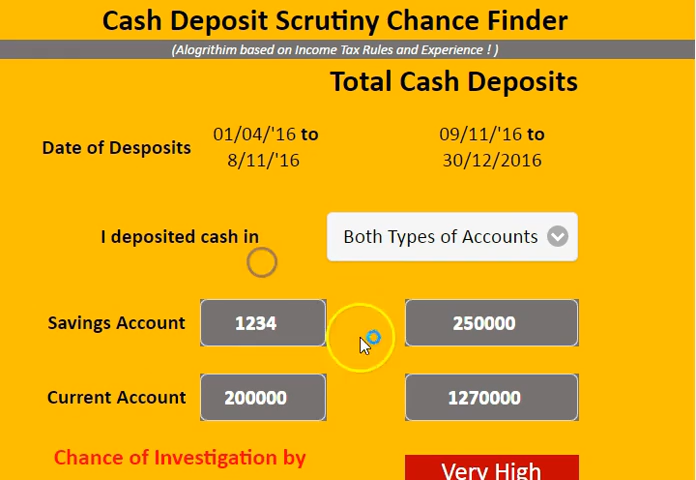 Cash Deposit Scrutiny Chance Finder
(Alogrithim based on Income Tax Rules and Experience ! )
Total Cash Deposits
Date of Desposits
01/04/'16 to
8/11/'16
09/11/'16 to
30/12/2016
I deposited cash in
Both Types of Accounts
Savings Account
1234
250000
Current Account
200000
1270000
Chance of Investigation by
Very High